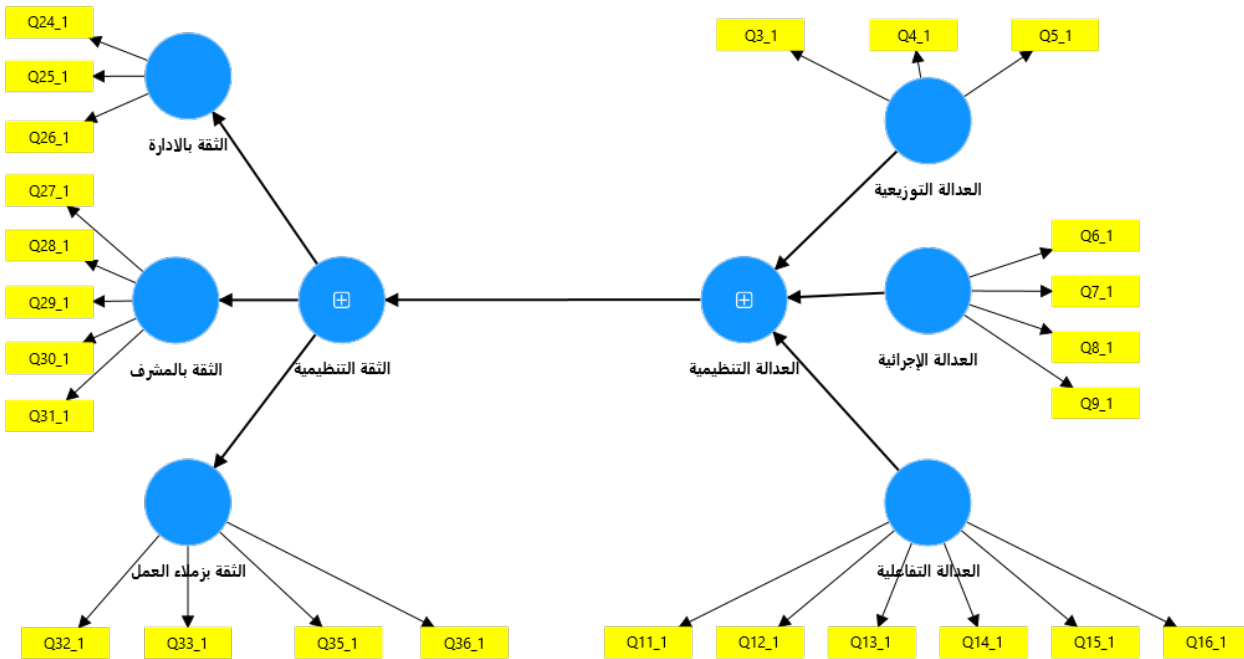 Q24_1
Q25_1
Q26_1
الثقة بالادارة
Q27_1
Q28_1
Q29_1
Q30_1
Q31_1
الثقة بالمشرف
الثقة التنظيمية
الثقة بزملاء العمل
Q32_1
Q33_1
Q35_1
Q36_1
Q3_1
Q4_1
Q5_1
العدالة التوزيعية
Q6_1
Q7_1
Q8_1
Q9_1
العدالة الإجرائية
العدالة التنظيمية
العدالة التفاعلية
Q11_1
Q12_1
Q13_1
Q14_1
Q15_1
Q16_1